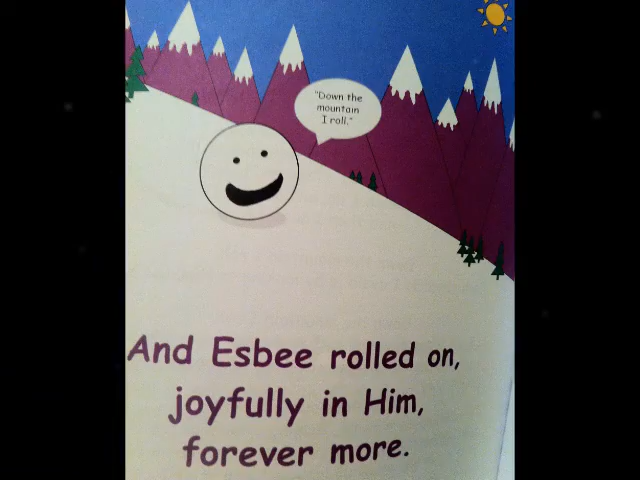 "Down the
mountain
I roll."
And Esbee rolled on,
joyfully in Him,
forever more.